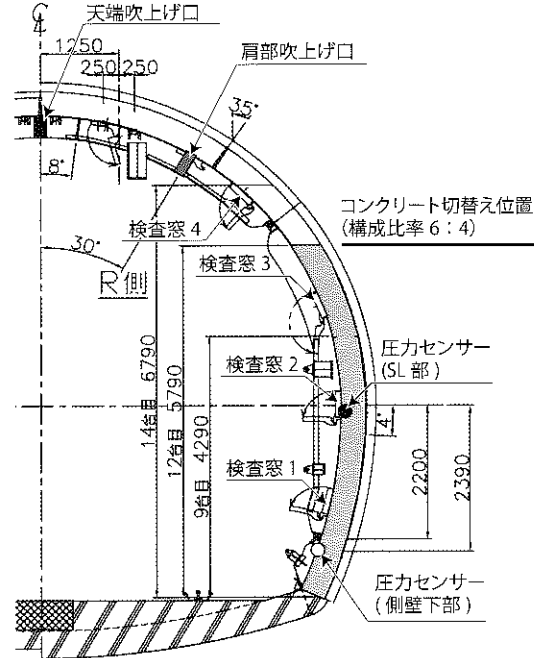 ℄
天端吹上げ口
1250
250 250
肩部吹上げ口
35°
8°
コンクリート切替え位置
(構成比率 6:4)
検査窓 4
30°
R側
検査窓 3
14台目 6790
12台目 5790
9台目 4290
圧力センサー
(SL 部)
検査窓 2
4°
2200
2390
検査窓 1
圧力センサー
(側壁下部)